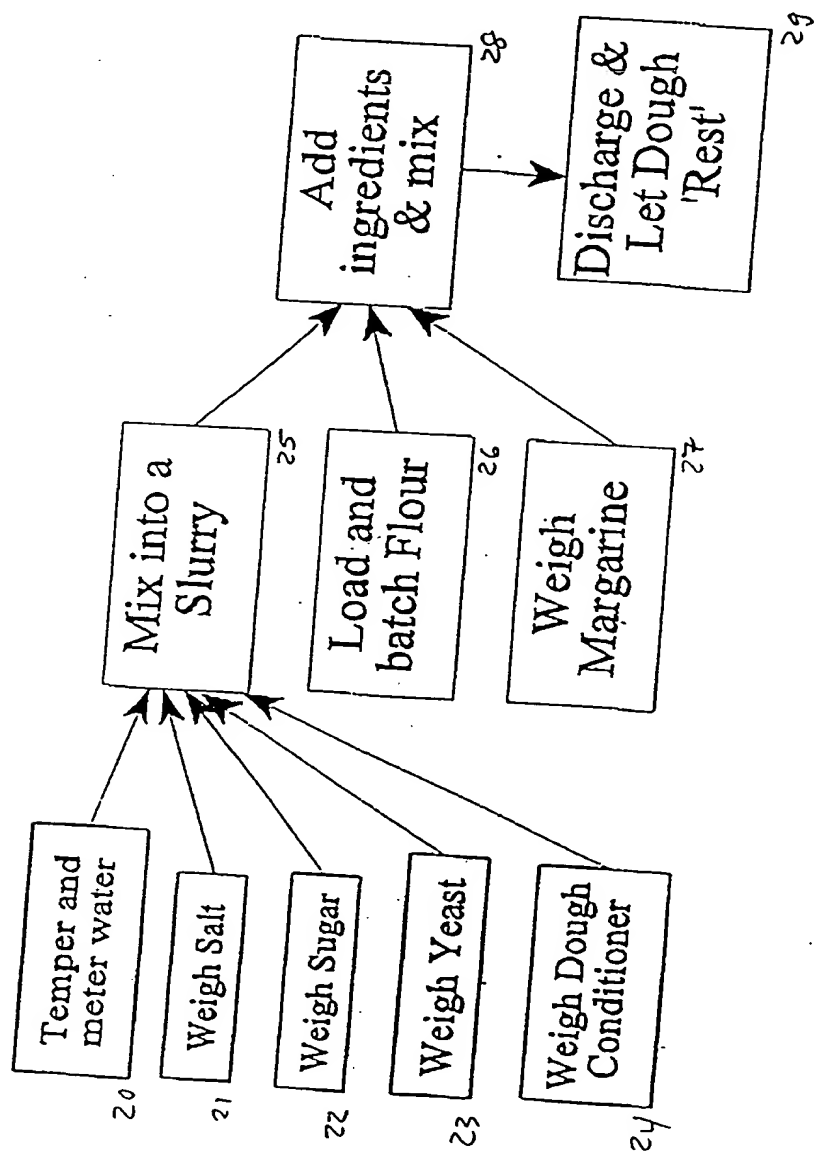 Temper and
meter water
20
Weigh Salt
21
Weigh Sugar
22
Weigh Yeast
23
Weigh Dough
Conditioner
24
Mix into a
Slurry
25
Load and
batch Flour
26
Weigh
Margarine
27
Add
ingredients
& mix
28
Discharge &
Let Dough
'Rest'
29